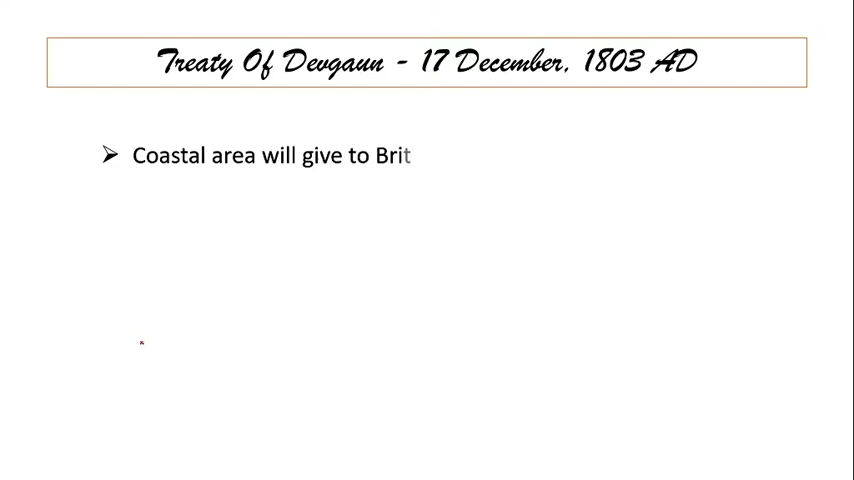 Treaty Of Devgaun - 17 December, 1803 AD
➢ Coastal area will give to Brit